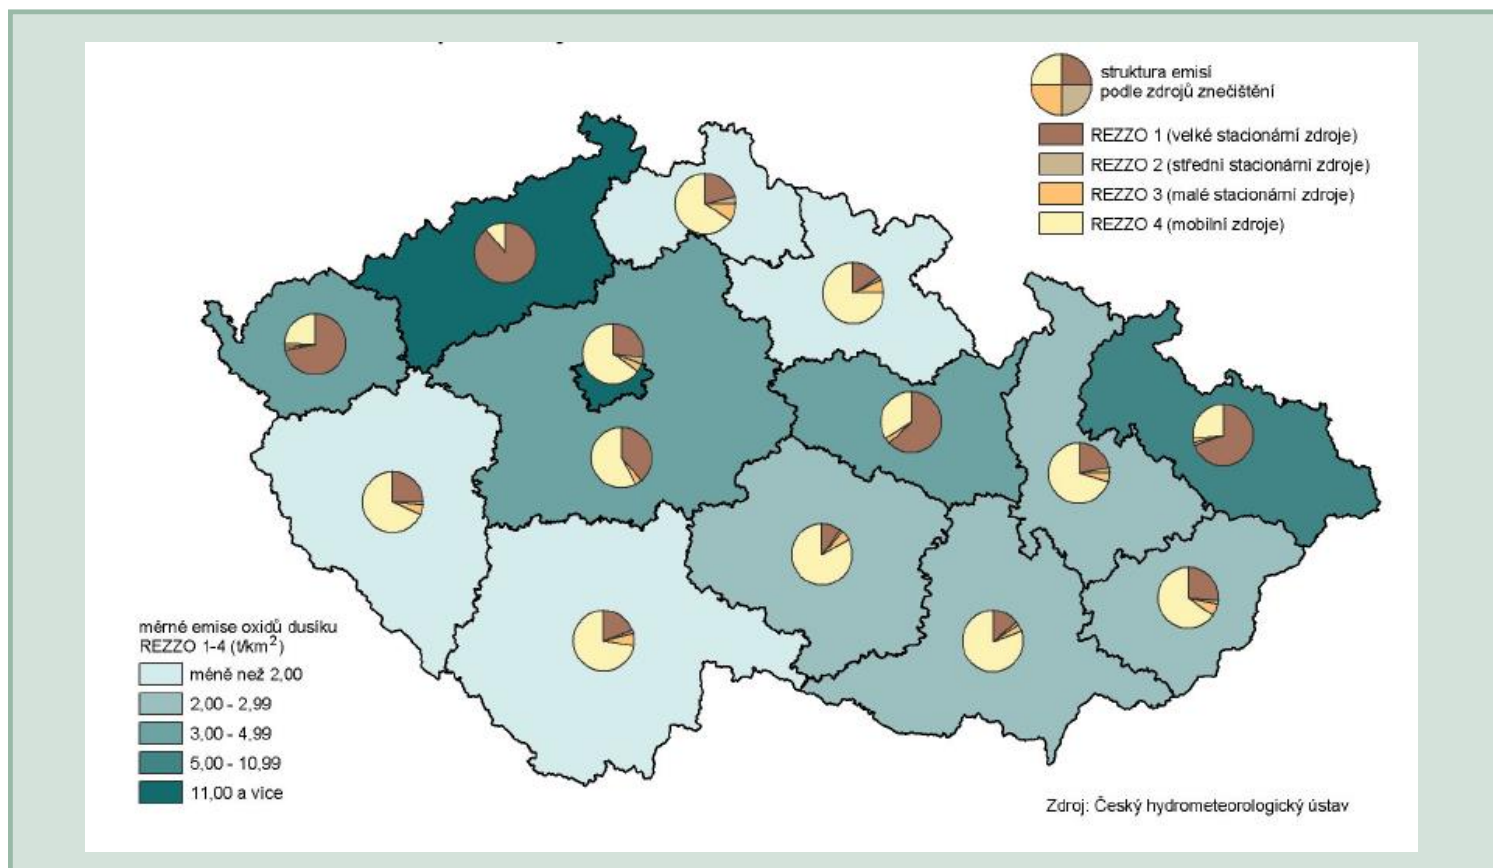 struktura emisí
podle zdrojů znečištění
REZZO 1 (velké stacionární zdroje)
REZZO 2 (střední stacionární zdroje)
REZZO 3 (malé stacionární zdroje)
REZZO 4 (mobilní zdroje)
měrné emise oxidů dusíku
REZZO 1-4 (t/km²)
méně než 2,00
2,00 - 2,99
3,00 - 4,99
5,00 - 10,99
11,00 a více
Zdroj: Český hydrometeorologický ústav